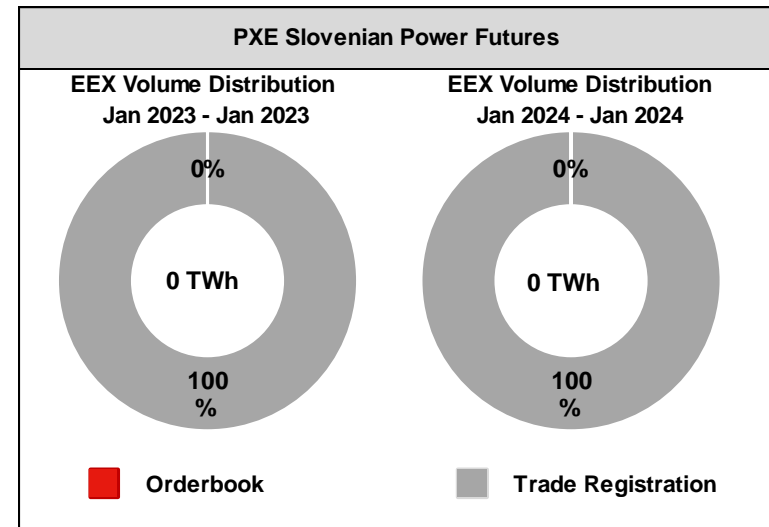 PXE Slovenian Power Futures
EEX Volume Distribution
Jan 2023 - Jan 2023
0%
0 TWh
100
%
EEX Volume Distribution
Jan 2024 - Jan 2024
0%
0 TWh
100
%
Orderbook
Trade Registration